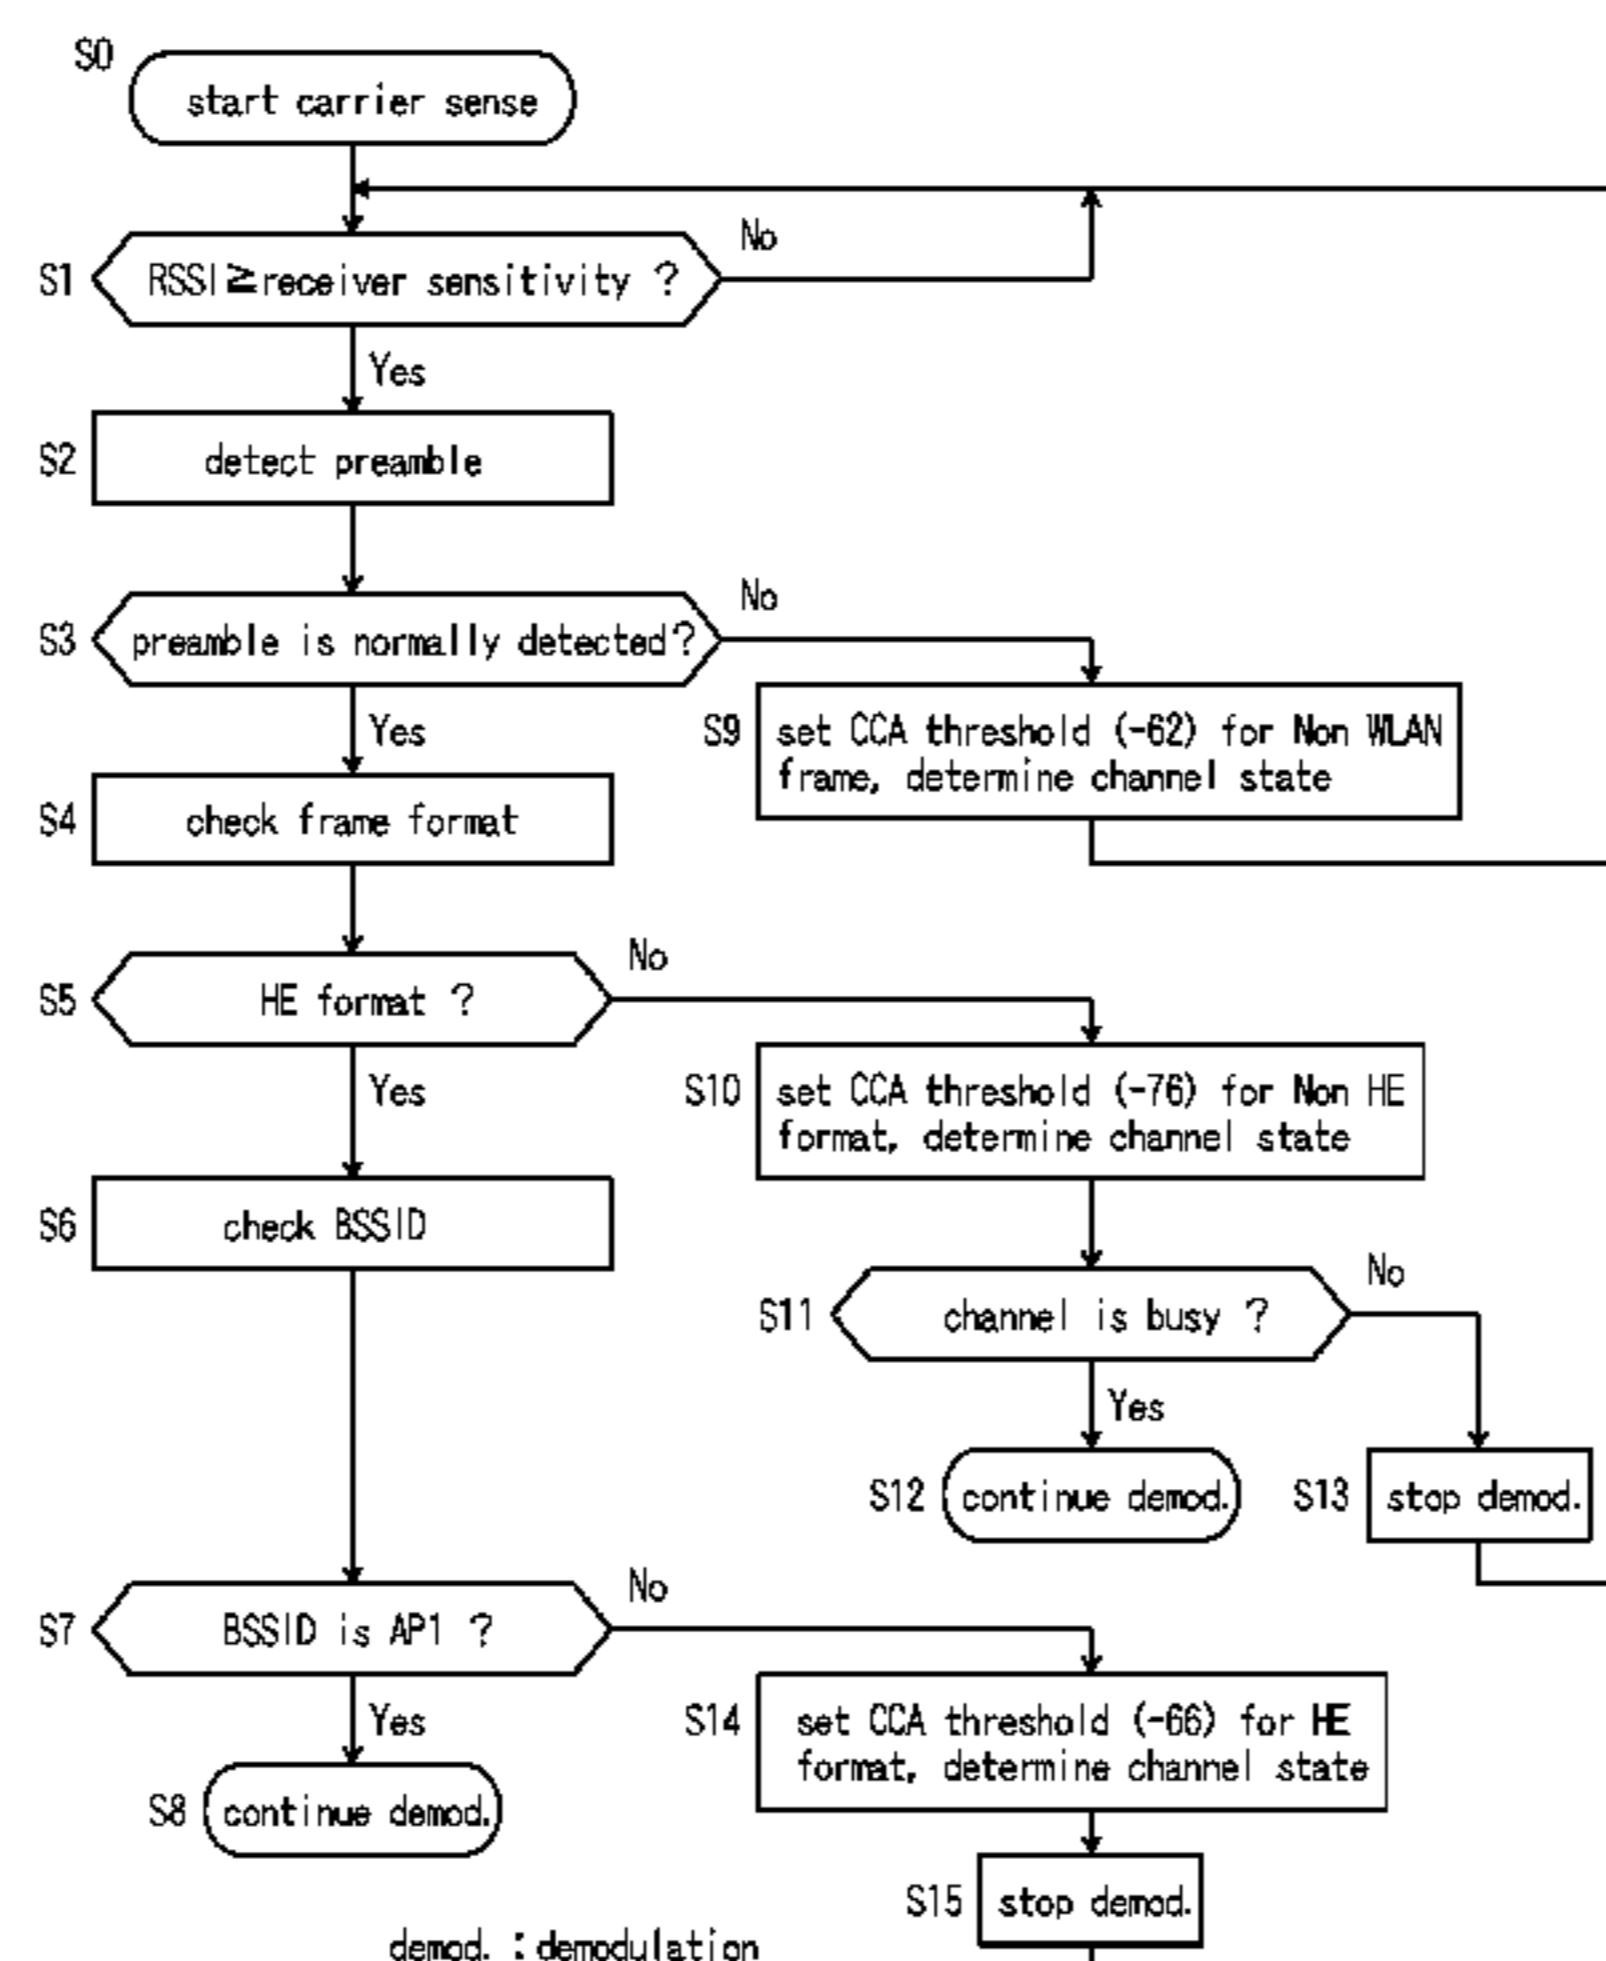 S0
start carrier sense
S1
RSSI≧receiver sensitivity ?
No
Yes
S2
detect preamble
S3
preamble is normally detected?
No
Yes
S9
set CCA threshold (-62) for Non WLAN
frame, determine channel state
S4
check frame format
S5
HE format ?
No
Yes
S10
set CCA threshold (-76) for Non HE
format, determine channel state
S6
check BSSID
S11
channel is busy ?
No
Yes
S12
continue demod.
S13
stop demod.
S7
BSSID is AP1 ?
No
Yes
S14
set CCA threshold (-66) for HE
format, determine channel state
S8
continue demod.
S15
stop demod.
demod. : demodulation